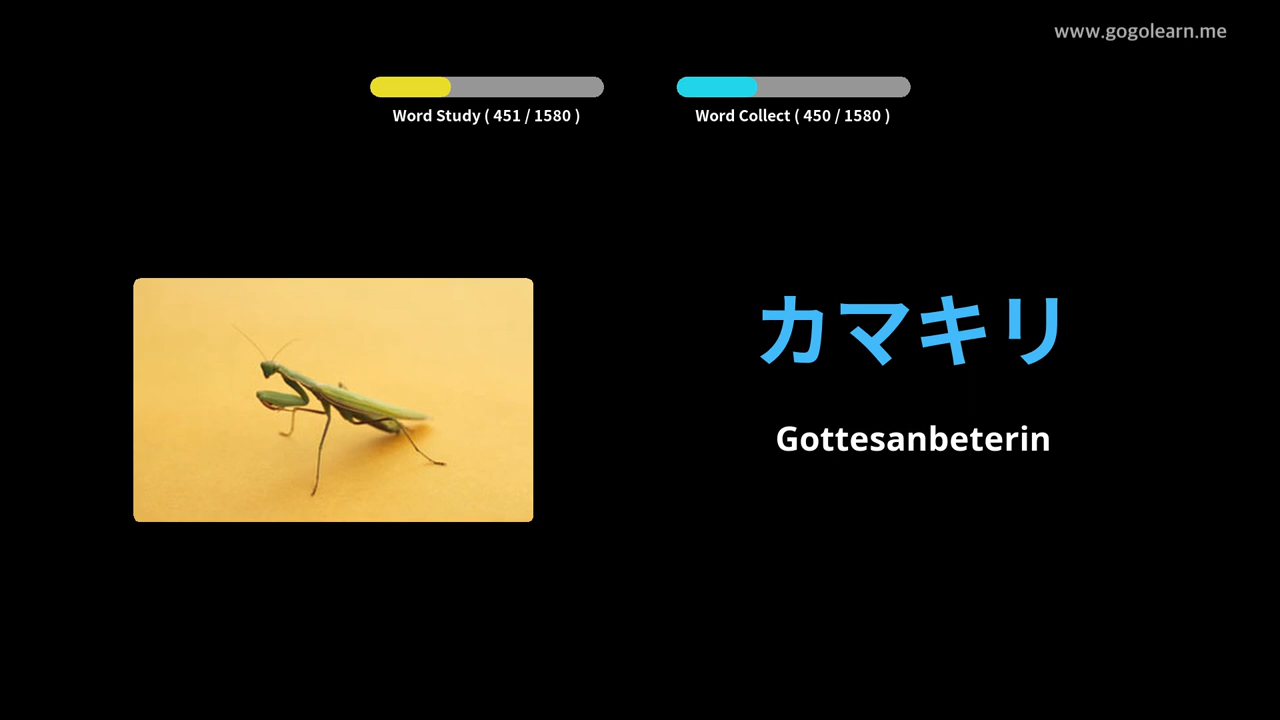 www.gogolearn.me
Word Study ( 451 / 1580 )
Word Collect ( 450 / 1580 )
カマキリ
Gottesanbeterin